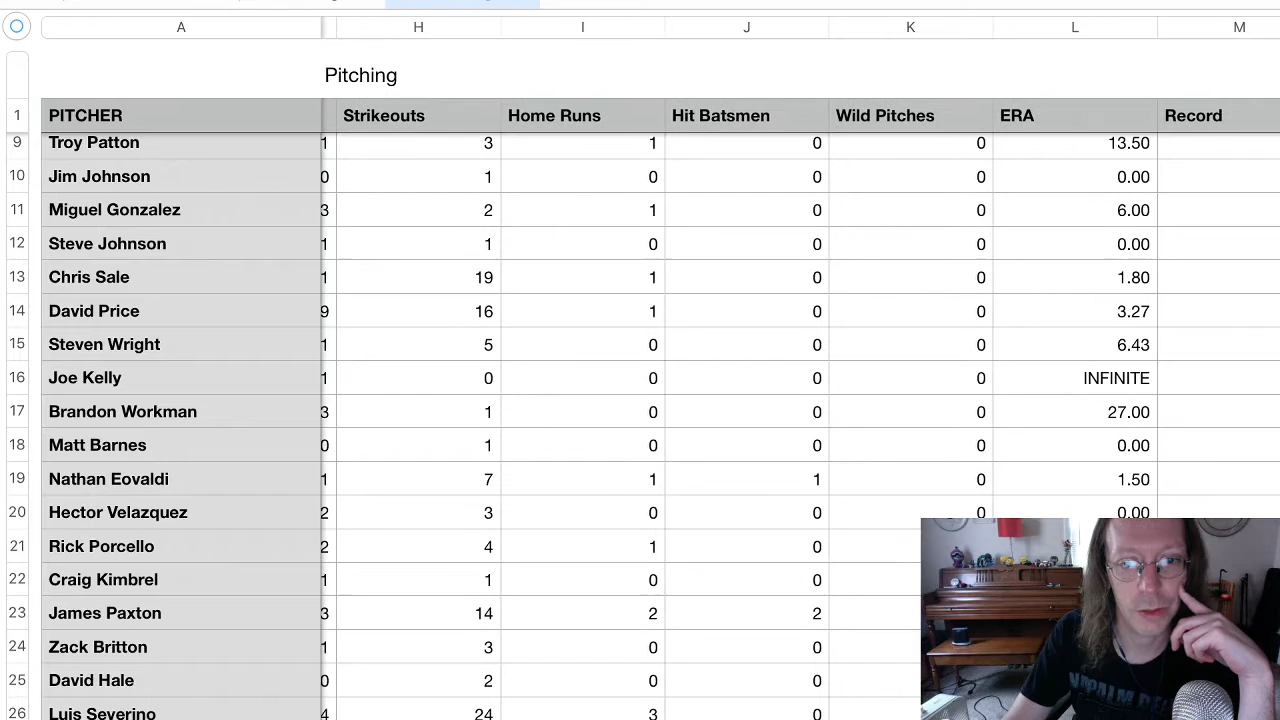 A H I J K L M
Pitching
1 PITCHER Strikeouts Home Runs Hit Batsmen Wild Pitches ERA Record
9 Troy Patton 1 3 1 0 0 13.50
10 Jim Johnson 0 1 0 0 0 0.00
11 Miguel Gonzalez 3 2 1 0 0 6.00
12 Steve Johnson 1 1 0 0 0 0.00
13 Chris Sale 1 19 1 0 0 1.80
14 David Price 9 16 1 0 0 3.27
15 Steven Wright 1 5 0 0 0 6.43
16 Joe Kelly 1 0 0 0 0 INFINITE
17 Brandon Workman 3 1 0 0 0 27.00
18 Matt Barnes 0 1 0 0 0 0.00
19 Nathan Eovaldi 1 7 1 1 0 1.50
20 Hector Velazquez 2 3 0 0 0 0.00
21 Rick Porcello 2 4 1 0
22 Craig Kimbrel 1 1 0 0
23 James Paxton 3 14 2 2
24 Zack Britton 1 3 0 0
25 David Hale 0 2 0 0
26 Luis Severino 4 24 3 0